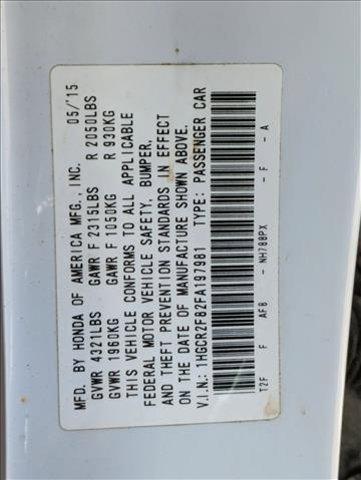 MFD. BY HONDA OF AMERICA MFG., INC. 05/'15
GVWR 4321LBS GAWR F 2315LBS R 2050LBS
GVWR 1960KG GAWR F 1050KG R 930KG
THIS VEHICLE CONFORMS TO ALL APPLICABLE
FEDERAL MOTOR VEHICLE SAFETY, BUMPER,
AND THEFT PREVENTION STANDARDS IN EFFECT
ON THE DATE OF MANUFACTURE SHOWN ABOVE.
V.I.N.: 1HGCR2F82FA197981 TYPE: PASSENGER CAR
T2F F AF8 - NH788PX - F - A